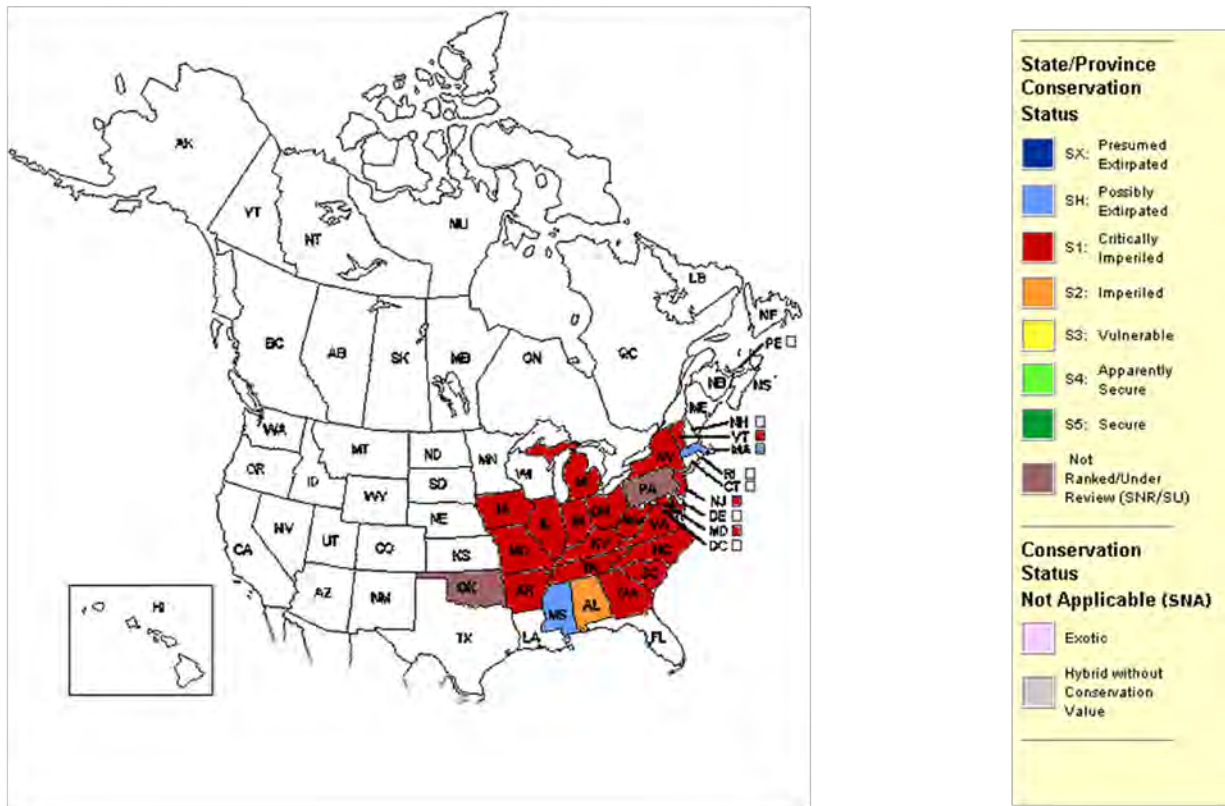 AK
YT
NT
NU
LB
NF
PE
BC
AB
SK
MB
ON
QC
NB
NS
ME
NH
VT
MA
RI
CT
NJ
DE
MD
DC
WA
MT
ND
MN
WI
MI
NY
OR
ID
SD
WY
IA
PA
NE
IL
IN
OH
NV
UT
CO
KS
MO
KY
VA
CA
NC
AZ
NM
OK
AR
SC
MS
AL
GA
TX
LA
FL
HI
State/Province
Conservation
Status
SX: Presumed
Extirpated
SH: Possibly
Extirpated
S1: Critically
Imperiled
S2: Imperiled
S3: Vulnerable
S4: Apparently
Secure
S5: Secure
Not
Ranked/Under
Review (SNR/SU)
Conservation
Status
Not Applicable (SNA)
Exotic
Hybrid without
Conservation
Value